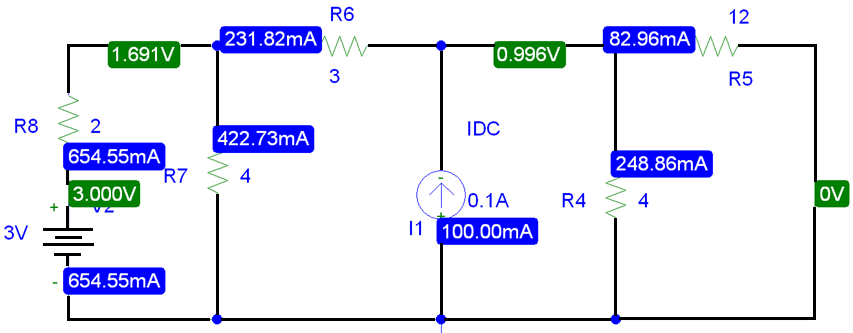 R6
12
231.82mA
82.96mA
1.691V
0.996V
3
R5
R8
2
IDC
422.73mA
654.55mA
R7
4
248.86mA
3.000V
-
0V
+
V2
0.1A
R4
4
+
I1
3V
100.00mA
-
654.55mA